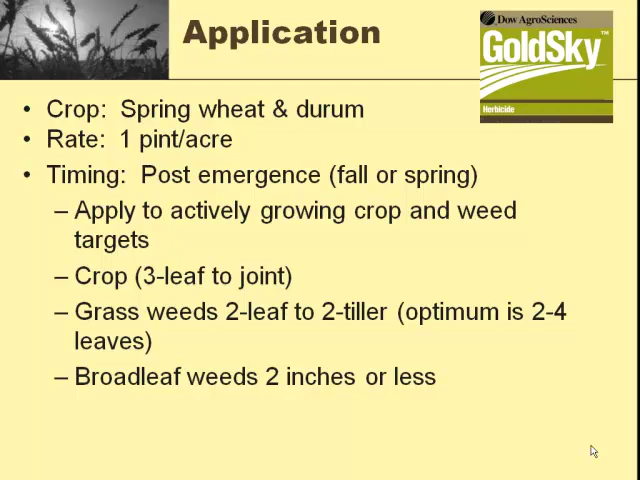 Application
Dow AgroSciences
GoldSky™
Herbicide
• Crop: Spring wheat & durum
• Rate: 1 pint/acre
• Timing: Post emergence (fall or spring)
– Apply to actively growing crop and weed
targets
– Crop (3-leaf to joint)
– Grass weeds 2-leaf to 2-tiller (optimum is 2-4
leaves)
– Broadleaf weeds 2 inches or less